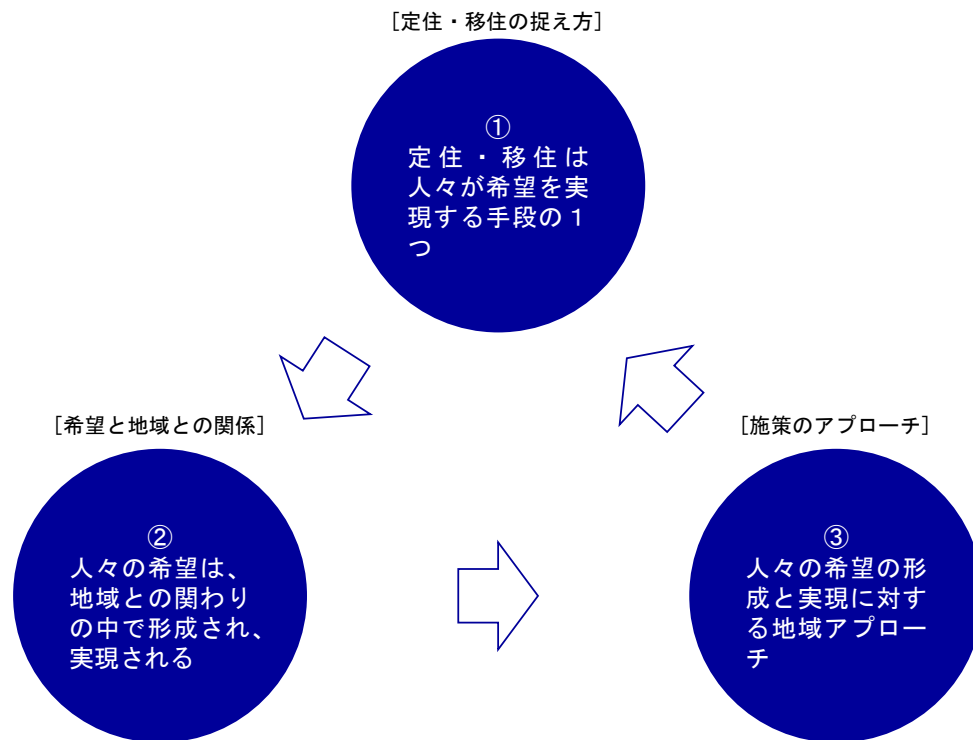 ［定住・移住の捉え方］
①
定住・移住は
人々が希望を実
現する手段の１
つ
［希望と地域との関係］
②
人々の希望は、
地域との関わり
の中で形成され、
実現される
［施策のアプローチ］
③
人々の希望の形
成と実現に対す
る地域アプロー
チ